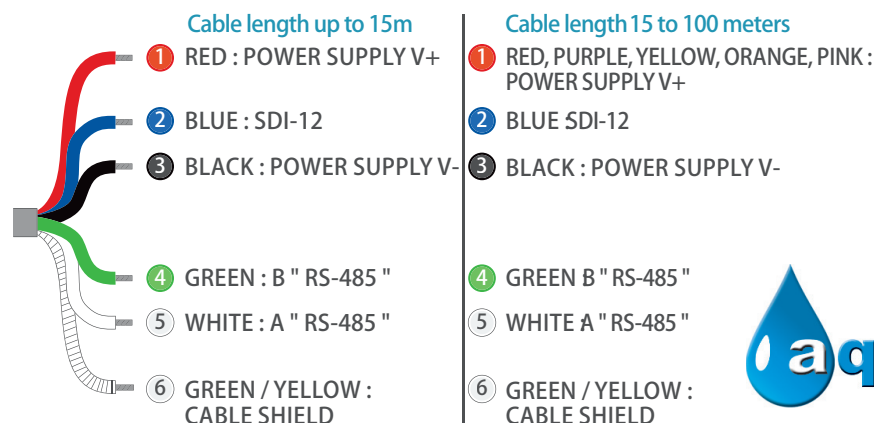 Cable length up to 15m
1 RED : POWER SUPPLY V+
2 BLUE : SDI-12
3 BLACK : POWER SUPPLY V-
4 GREEN : B " RS-485 "
5 WHITE : A " RS-485 "
6 GREEN / YELLOW :
CABLE SHIELD
Cable length 15 to 100 meters
1 RED, PURPLE, YELLOW, ORANGE, PINK :
POWER SUPPLY V+
2 BLUE :SDI-12
3 BLACK : POWER SUPPLY V-
4 GREEN :B " RS-485 "
5 WHITE :A " RS-485 "
6 GREEN / YELLOW :
CABLE SHIELD
aq